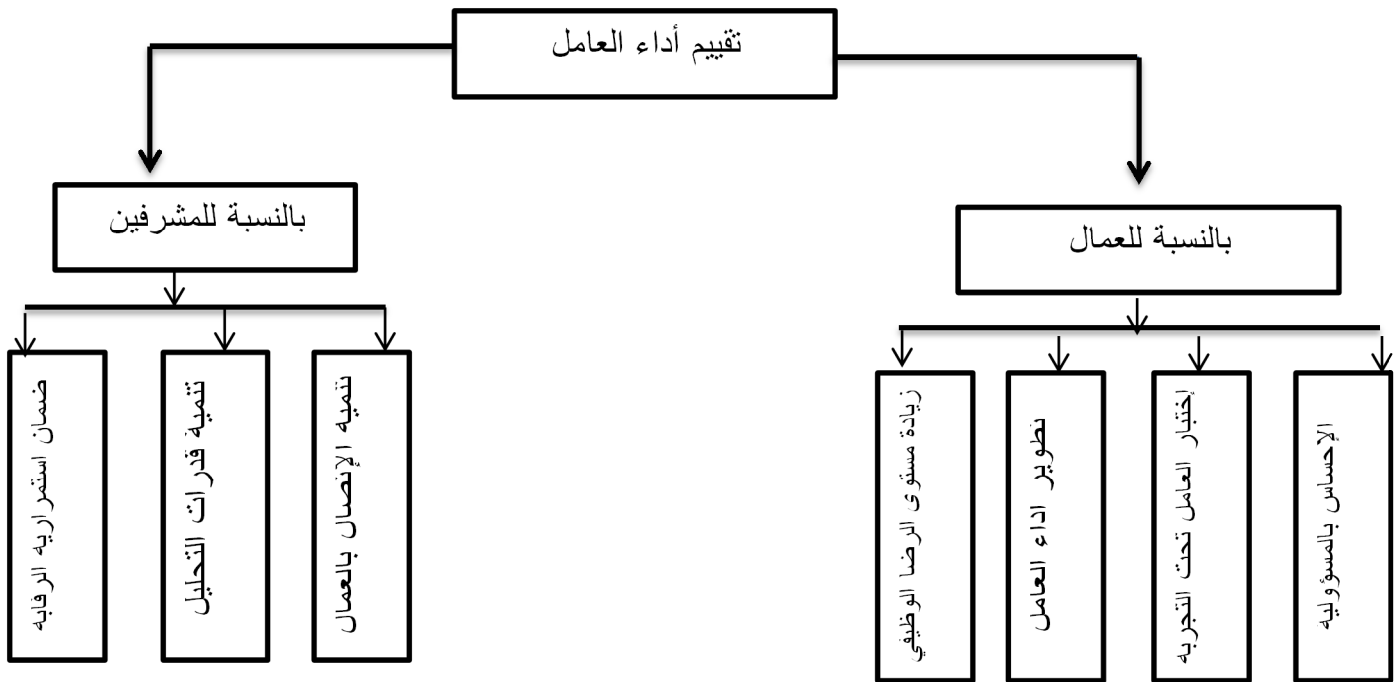 تقييم أداء العامل
بالنسبة للعمال
بالنسبة للمشرفين
الإحساس بالمسؤوليه
إختبار العامل تحت التجربه
تطوير اداء العامل
زيادة مستوى الرضا الوظيفي
تنميه الإتصال بالعمال
تنمية قدرات التحليل
ضمان استمراريه الرقابه